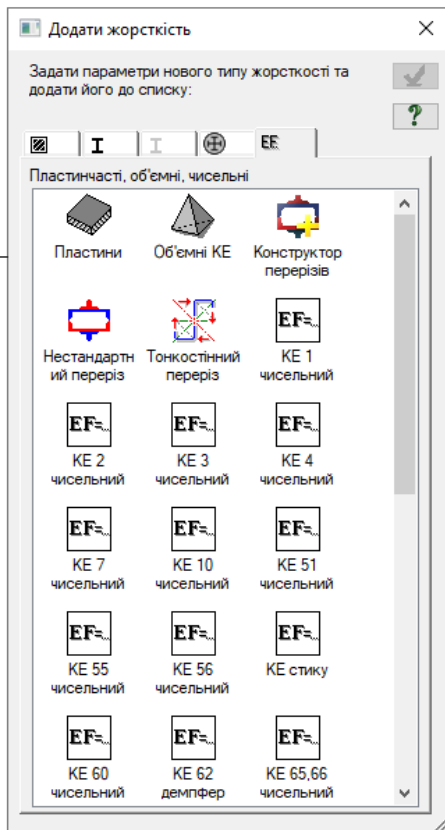 Додати жорсткість
Задати параметри нового типу жорсткості та
додати його до списку:
?
EE
Пластинчасті, об'ємні, чисельні
Пластини Об'ємні КЕ Конструктор
перерізів
Нестандартн Тонкостінний КЕ 1
ий переріз переріз чисельний
EF=...
КЕ 2 КЕ 3 КЕ 4
чисельний чисельний чисельний
EF=... EF=... EF=...
КЕ 7 КЕ 10 КЕ 51
чисельний чисельний чисельний
EF=... EF=... EF=...
КЕ 55 КЕ 56 КЕ стику
чисельний чисельний
EF=... EF=... EF=...
КЕ 60 КЕ 62 КЕ 65,66
чисельний демпфер чисельний
EF=... EF=... EF=...